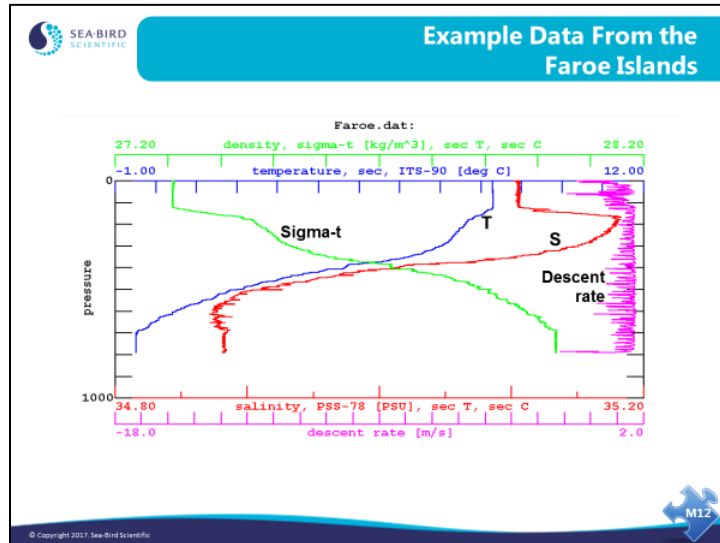 SEA·BIRD
SCIENTIFIC
Example Data From the
Faroe Islands
Faroe.dat:
27.20 density, sigma-t [kg/m^3], sec T, sec C 28.20
-1.00 temperature, sec, ITS-90 [deg C] 12.00
0
T
Sigma-t
S
Descent
rate
pressure
1000
34.80 salinity, PSS-78 [PSU], sec T, sec C 35.20
-18.0 descent rate [m/s] 2.0
M12
© Copyright 2017. Sea-Bird Scientific